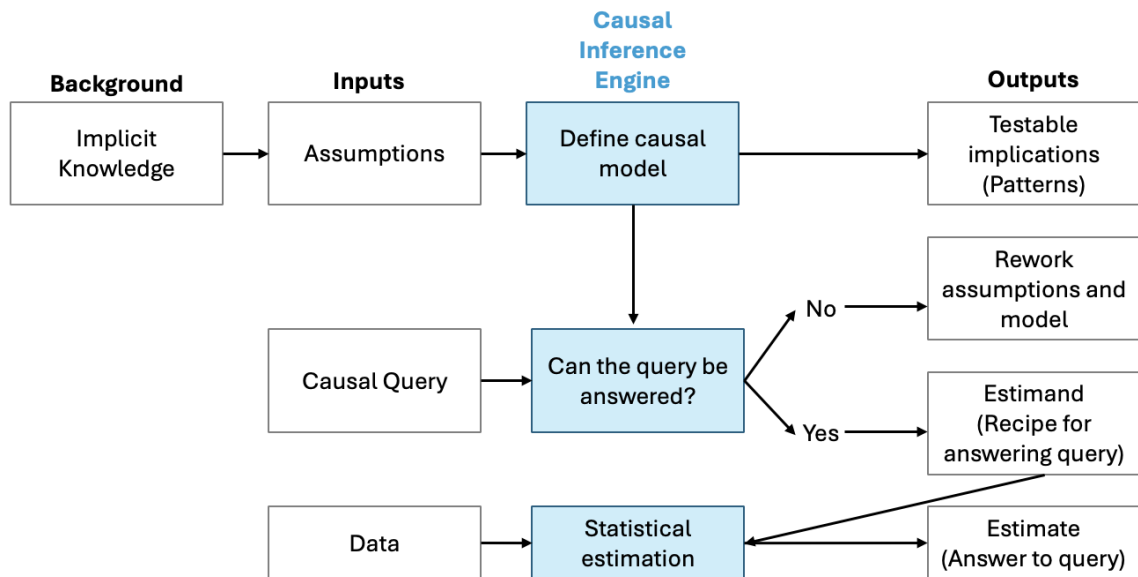 Causal
Inference
Engine
Background
Inputs
Outputs
Implicit
Knowledge
Assumptions
Define causal
model
Testable
implications
(Patterns)
Rework
assumptions and
model
No
Causal Query
Can the query be
answered?
Yes
Estimand
(Recipe for
answering query)
Data
Statistical
estimation
Estimate
(Answer to query)